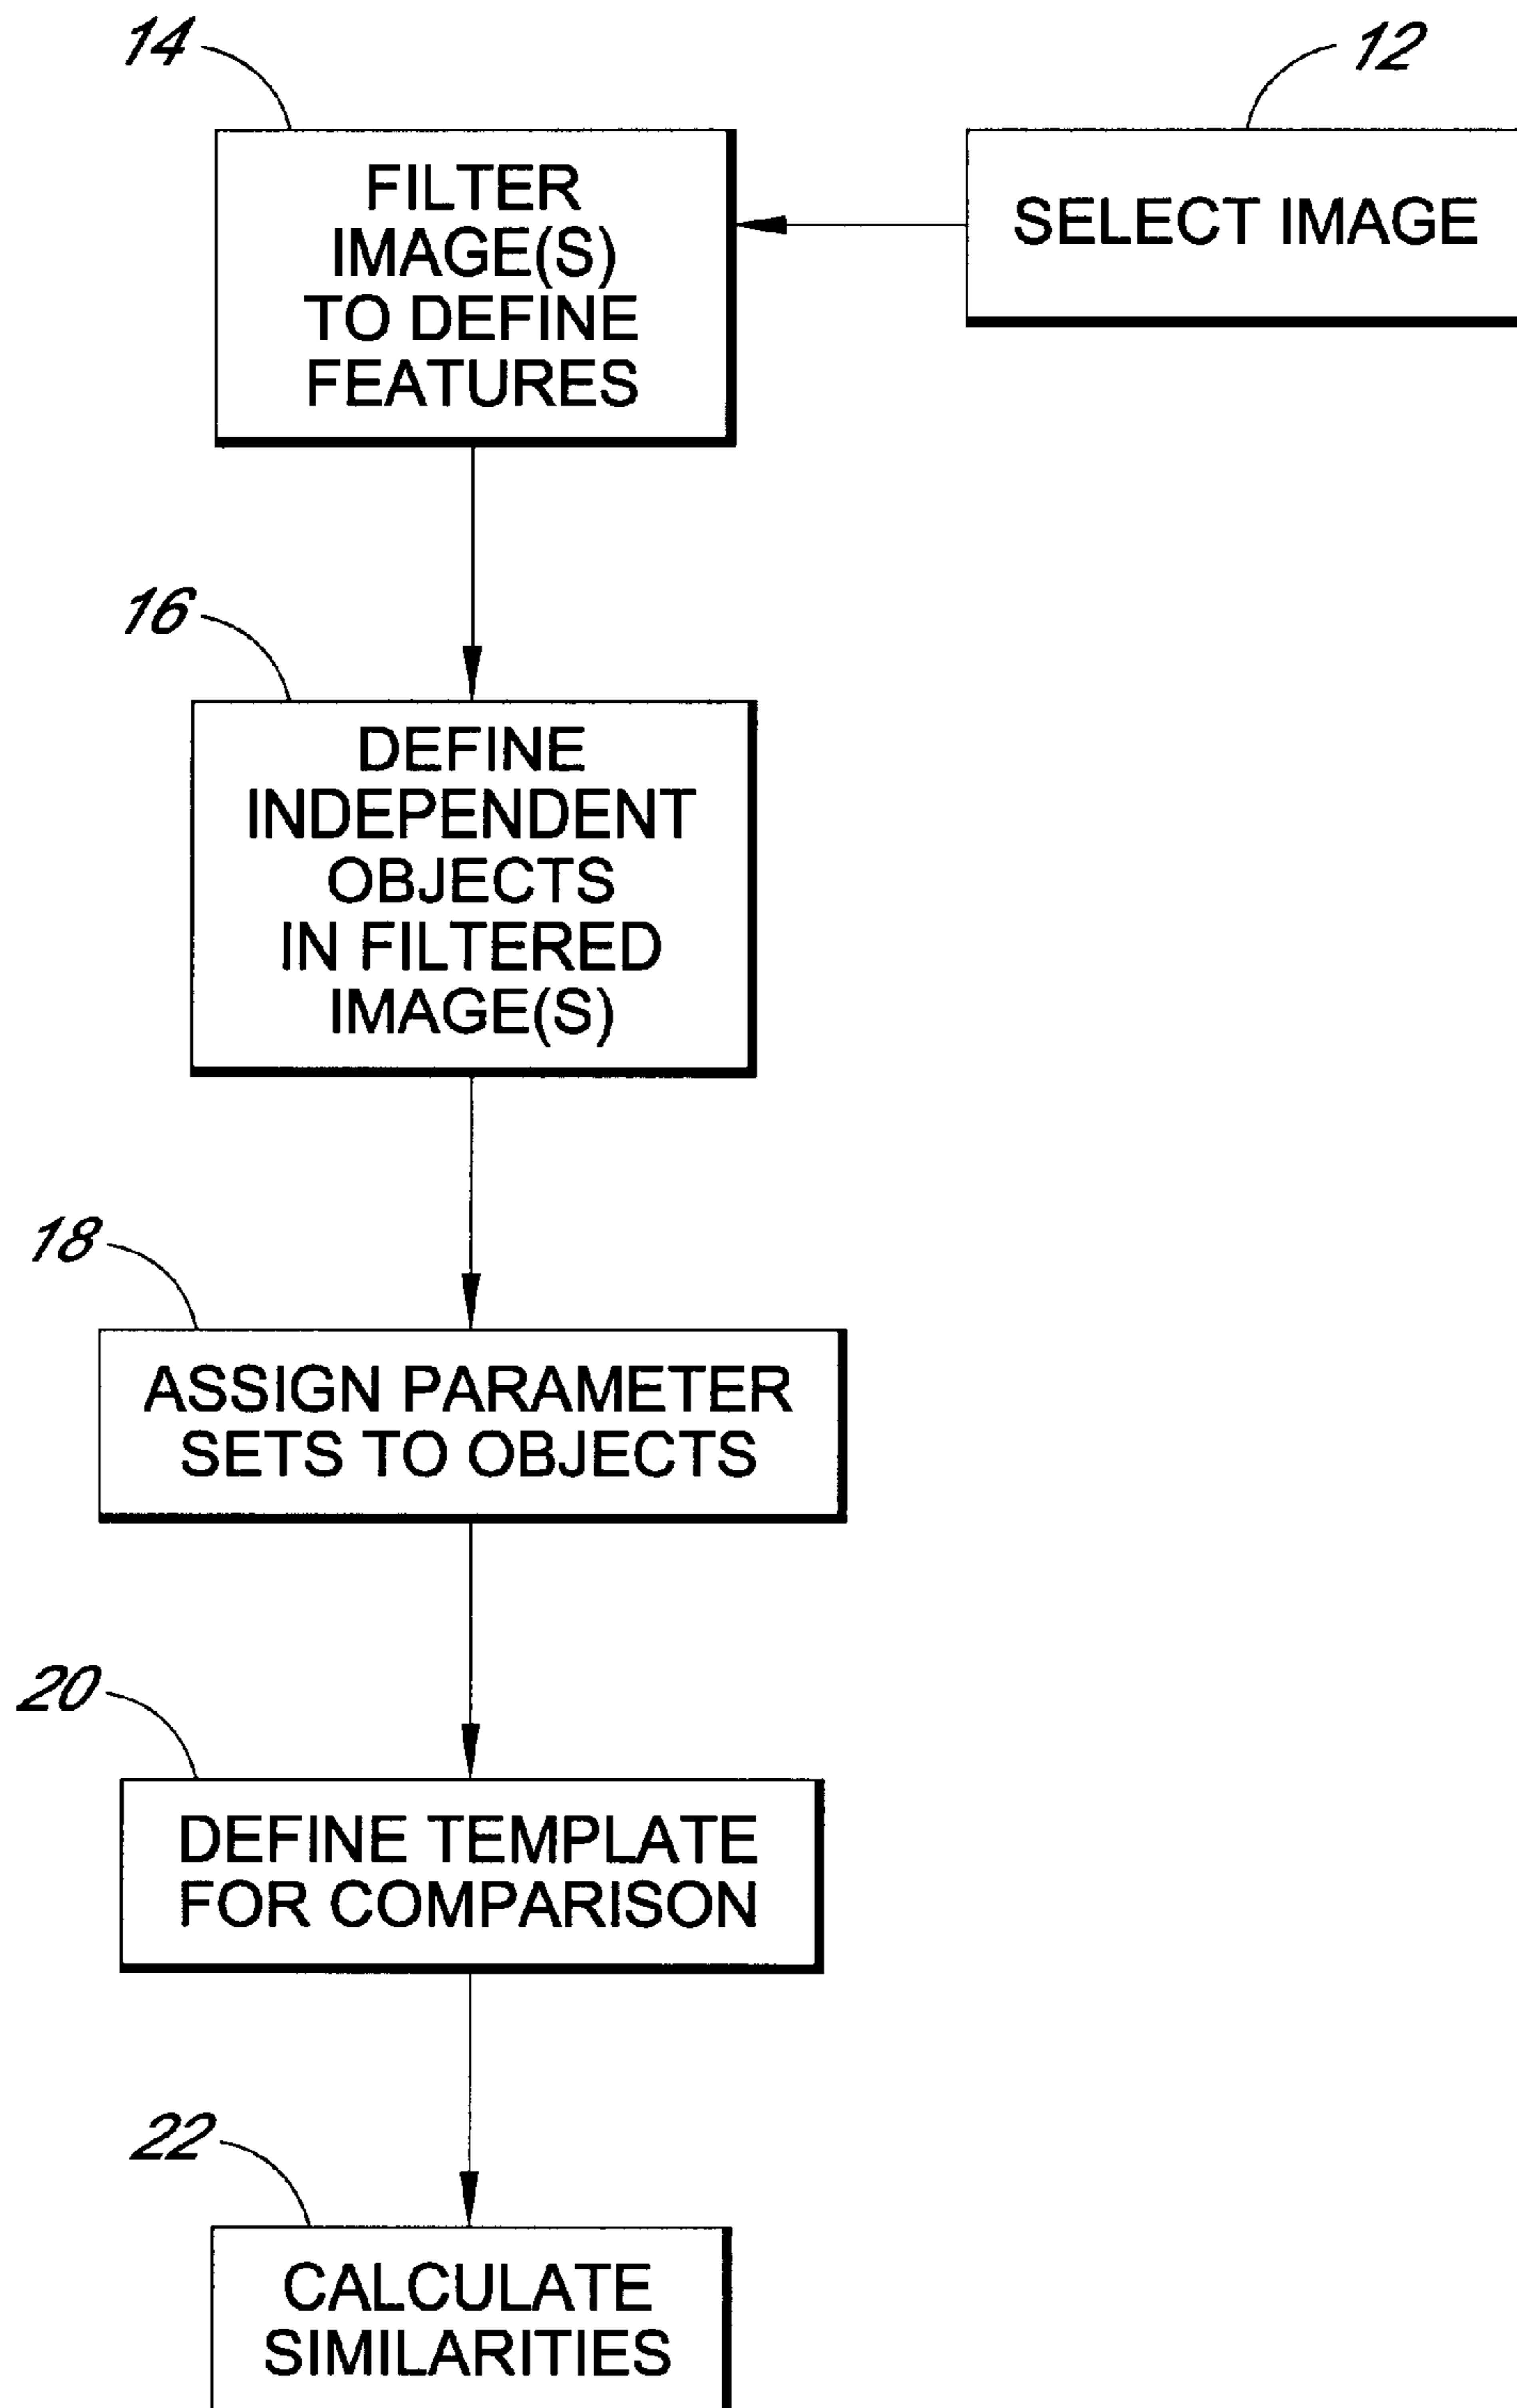 14
12
FILTER
IMAGE(S)
TO DEFINE
FEATURES
SELECT IMAGE
16
DEFINE
INDEPENDENT
OBJECTS
IN FILTERED
IMAGE(S)
18
ASSIGN PARAMETER
SETS TO OBJECTS
20
DEFINE TEMPLATE
FOR COMPARISON
22
CALCULATE
SIMILARITIES